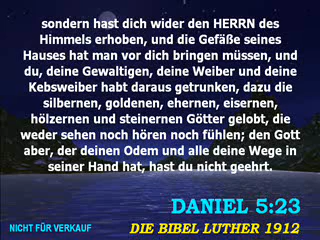 sondern hast dich wider den HERRN des
Himmels erhoben, und die Gefäße seines
Hauses hat man vor dich bringen müssen, und
du, deine Gewaltigen, deine Weiber und deine
Kebsweiber habt daraus getrunken, dazu die
silbernen, goldenen, ehernen, eisernen,
hölzernen und steinernen Götter gelobt, die
weder sehen noch hören noch fühlen; den Gott
aber, der deinen Odem und alle deine Wege in
seiner Hand hat, hast du nicht geehrt.
DANIEL 5:23
NICHT FÜR VERKAUF
DIE BIBEL LUTHER 1912